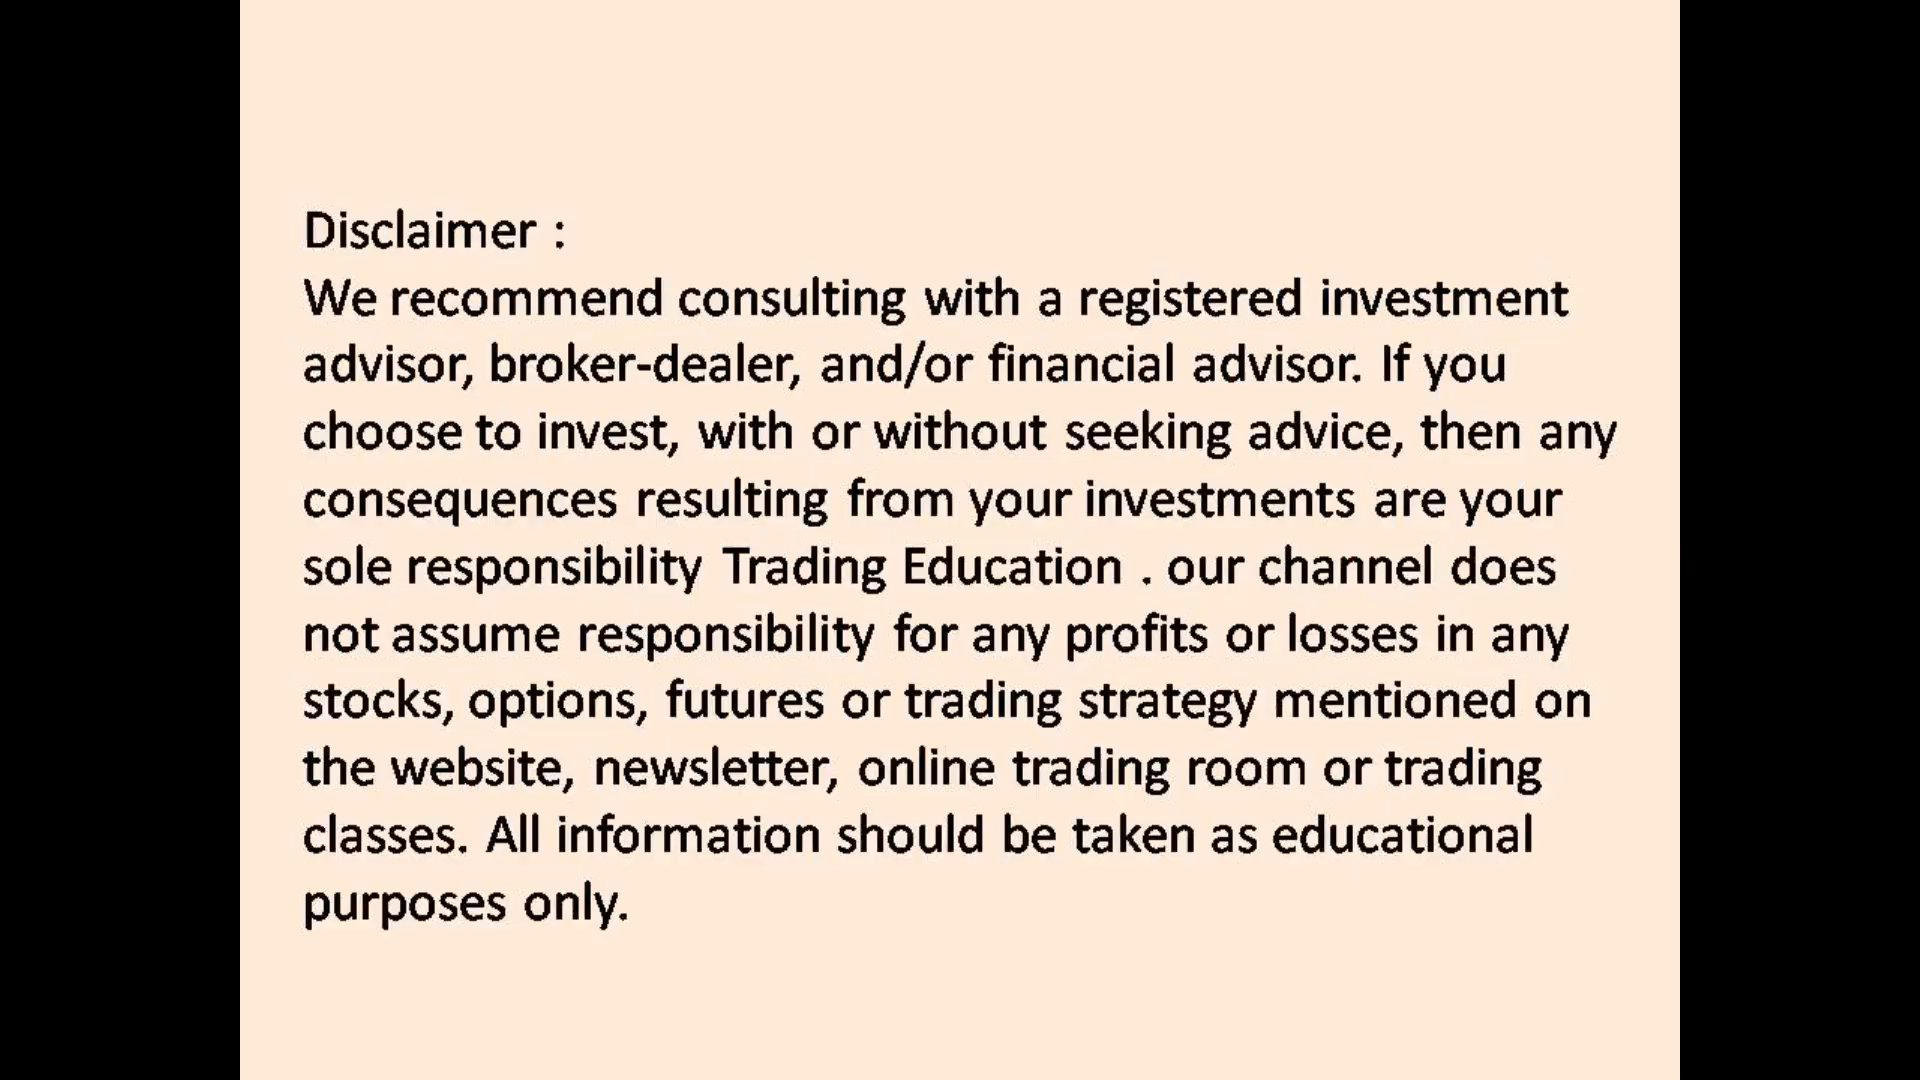 Disclaimer :
We recommend consulting with a registered investment
advisor, broker-dealer, and/or financial advisor. If you
choose to invest, with or without seeking advice, then any
consequences resulting from your investments are your
sole responsibility Trading Education . our channel does
not assume responsibility for any profits or losses in any
stocks, options, futures or trading strategy mentioned on
the website, newsletter, online trading room or trading
classes. All information should be taken as educational
purposes only.